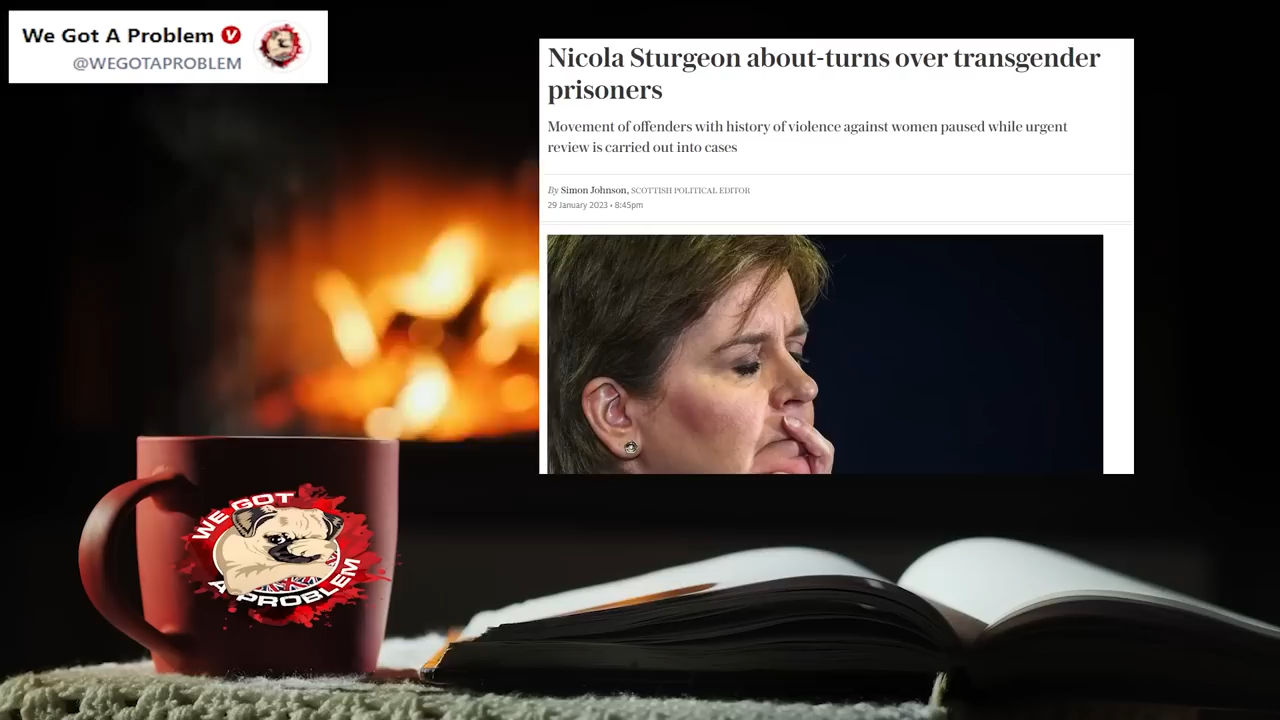 We Got A Problem
@WEGOTAPROBLEM
Nicola Sturgeon about-turns over transgender
prisoners
Movement of offenders with history of violence against women paused while urgent
review is carried out into cases
By Simon Johnson, SCOTTISH POLITICAL EDITOR
29 January 2023 • 8:45pm
WE GOT
A PROBLEM